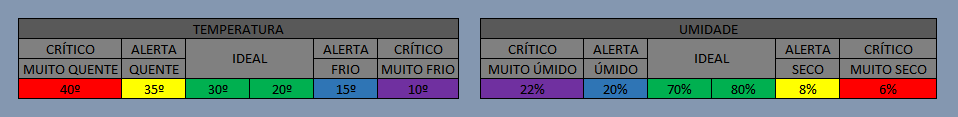 TEMPERATURA
CRÍTICO ALERTA IDEAL ALERTA CRÍTICO
MUITO QUENTE QUENTE FRIO MUITO FRIO
40º 35º 30º 20º 15º 10º
UMIDADE
CRÍTICO ALERTA IDEAL ALERTA CRÍTICO
MUITO ÚMIDO ÚMIDO SECO MUITO SECO
22% 20% 70% 80% 8% 6%